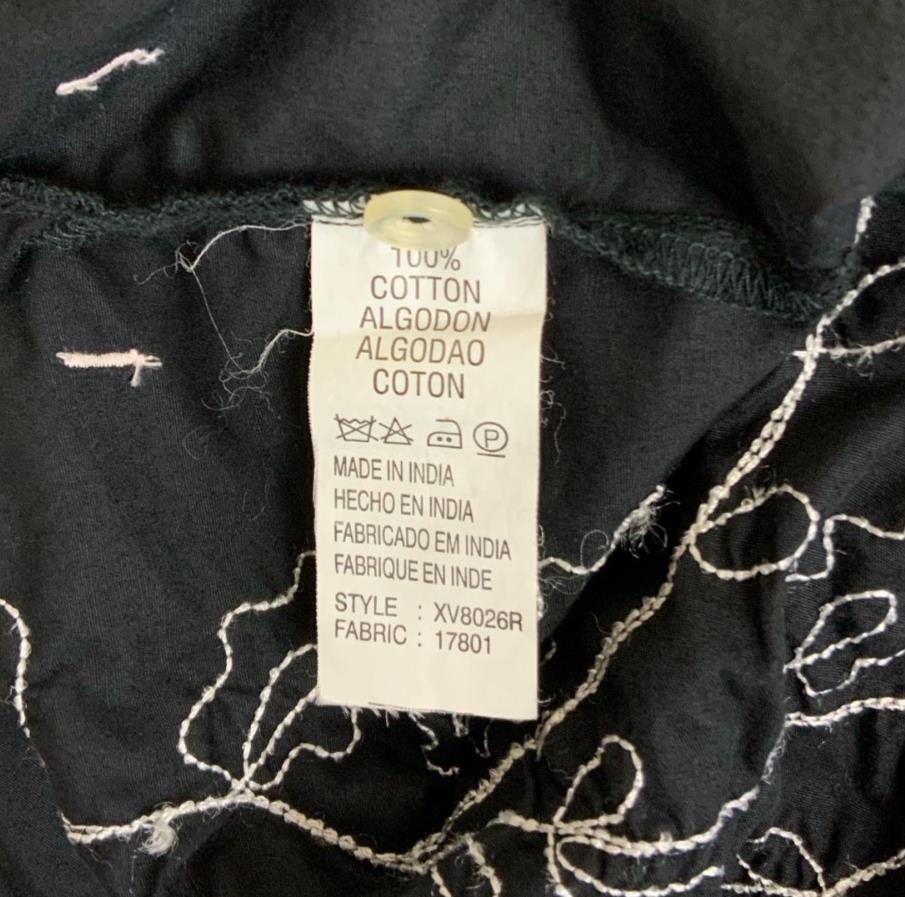 100%
COTTON
ALGODON
ALGODAO
COTON
P
MADE IN INDIA
HECHO EN INDIA
FABRICADO EM INDIA
FABRIQUE EN INDE
STYLE : XV8026R
FABRIC : 17801